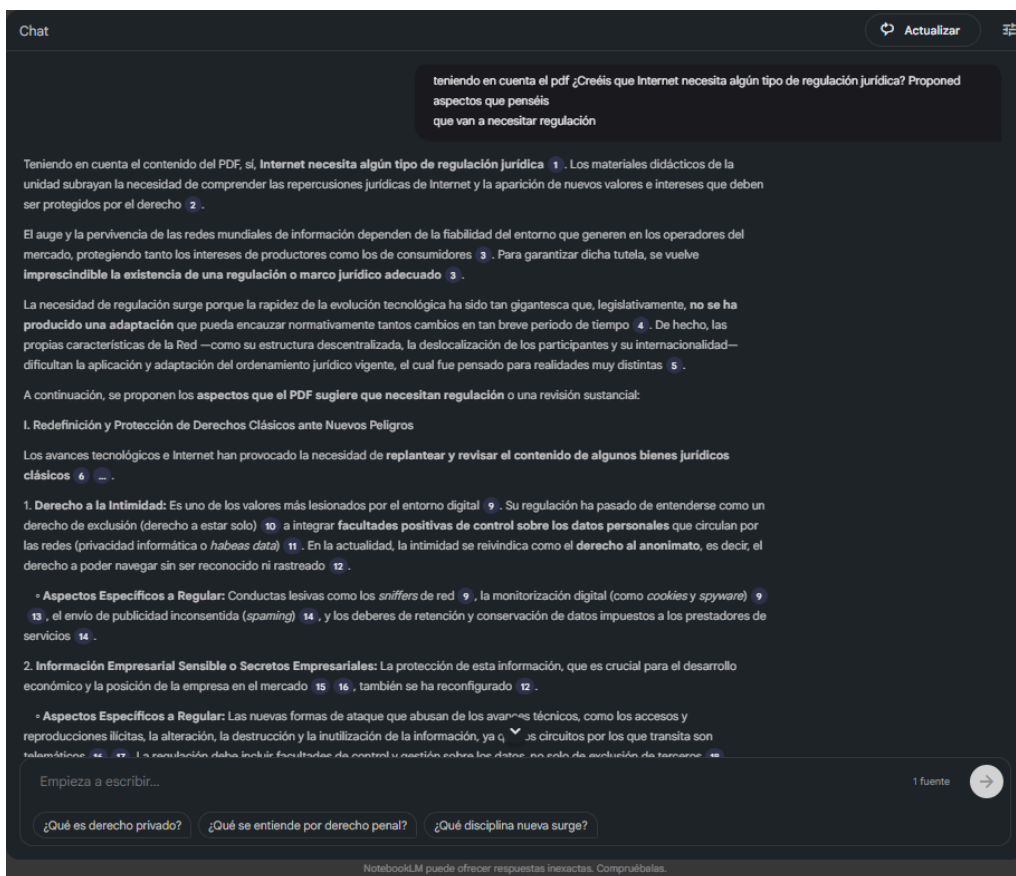 Chat
Actualizar
teniendo en cuenta el pdf ¿Creéis que Internet necesita algún tipo de regulación jurídica? Proponed
aspectos que penséis
que van a necesitar regulación
Teniendo en cuenta el contenido del PDF, sí, Internet necesita algún tipo de regulación jurídica 1 . Los materiales didácticos de la
unidad subrayan la necesidad de comprender las repercusiones jurídicas de Internet y la aparición de nuevos valores e intereses que deben
ser protegidos por el derecho 2 .
El auge y la pervivencia de las redes mundiales de información dependen de la fiabilidad del entorno que generen en los operadores del
mercado, protegiendo tanto los intereses de productores como los de consumidores 3 . Para garantizar dicha tutela, se vuelve
imprescindible la existencia de una regulación o marco jurídico adecuado 3 .
La necesidad de regulación surge porque la rapidez de la evolución tecnológica ha sido tan gigantesca que, legislativamente, no se ha
producido una adaptación que pueda encauzar normativamente tantos cambios en tan breve periodo de tiempo 4 . De hecho, las
propias características de la Red —como su estructura descentralizada, la deslocalización de los participantes y su internacionalidad—
dificultan la aplicación y adaptación del ordenamiento jurídico vigente, el cual fue pensado para realidades muy distintas 5 .
A continuación, se proponen los aspectos que el PDF sugiere que necesitan regulación o una revisión sustancial:
I. Redefinición y Protección de Derechos Clásicos ante Nuevos Peligros
Los avances tecnológicos e Internet han provocado la necesidad de replantear y revisar el contenido de algunos bienes jurídicos
clásicos 6 ... .
1. Derecho a la Intimidad: Es uno de los valores más lesionados por el entorno digital 9 . Su regulación ha pasado de entenderse como un
derecho de exclusión (derecho a estar solo) 10 a integrar facultades positivas de control sobre los datos personales que circulan por
las redes (privacidad informática o habeas data) 11 . En la actualidad, la intimidad se reivindica como el derecho al anonimato, es decir, el
derecho a poder navegar sin ser reconocido ni rastreado 12 .
◦ Aspectos Específicos a Regular: Conductas lesivas como los sniffers de red 9 , la monitorización digital (como cookies y spyware) 9
13 , el envío de publicidad inconsentida (spaming) 14 , y los deberes de retención y conservación de datos impuestos a los prestadores de
servicios 14 .
2. Información Empresarial Sensible o Secretos Empresariales: La protección de esta información, que es crucial para el desarrollo
económico y la posición de la empresa en el mercado 15 16 , también se ha reconfigurado 12 .
◦ Aspectos Específicos a Regular: Las nuevas formas de ataque que abusan de los avances técnicos, como los accesos y
reproducciones ilícitas, la alteración, la destrucción y la inutilización de la información, ya q os circuitos por los que transita son
telemáticos 16 17 . La regulación debe incluir facultades de control y gestión sobre los datos, no solo de exclusión de terceros 18
Empieza a escribir...
1 fuente
¿Qué es derecho privado?
¿Qué se entiende por derecho penal?
¿Qué disciplina nueva surge?
NotebookLM puede ofrecer respuestas inexactas. Compruébalas.